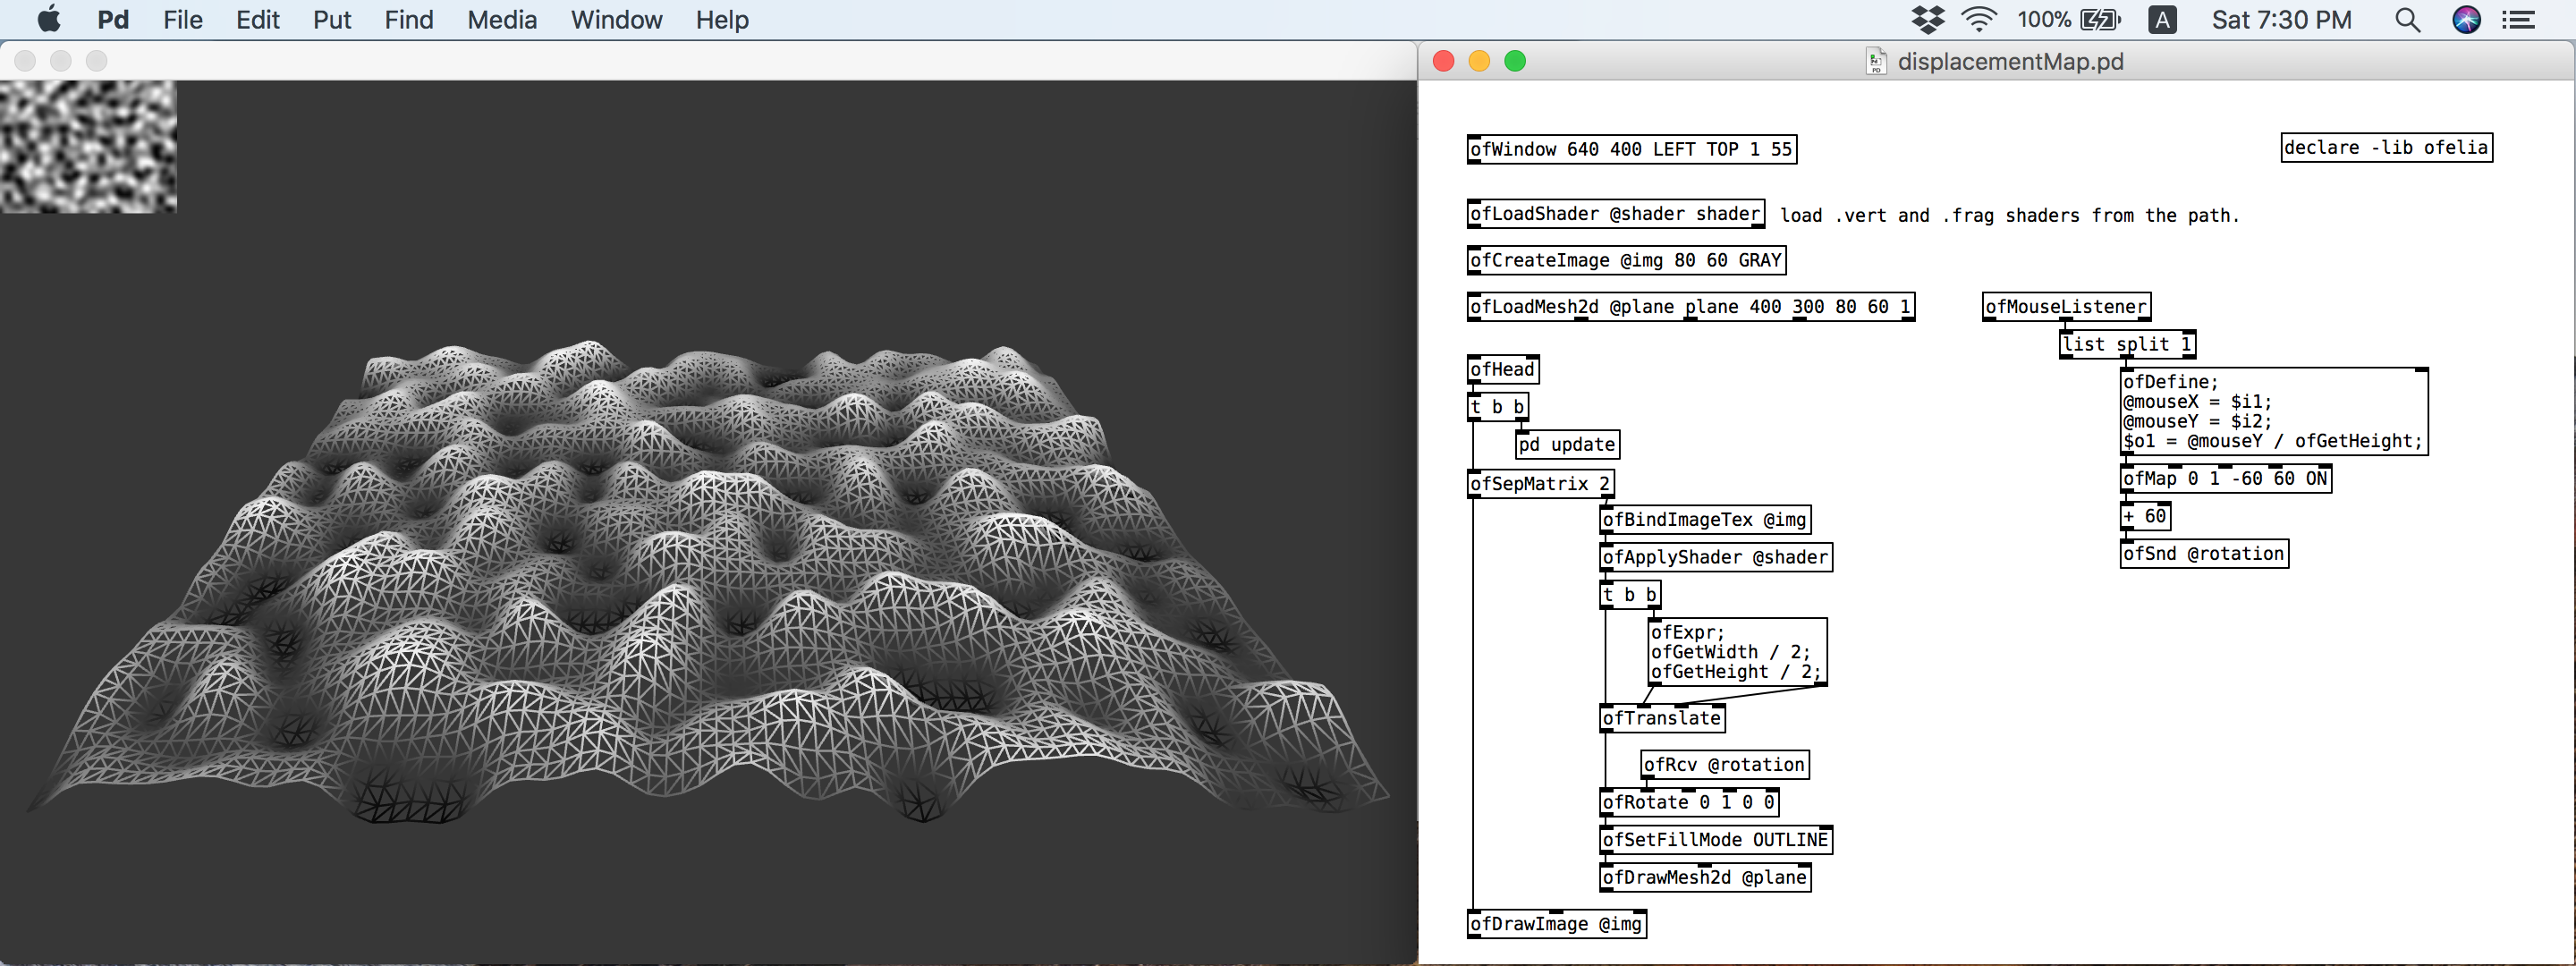 Pd File Edit Put Find Media Window Help 100% A Sat 7:30 PM
displacementMap.pd
ofWindow 640 400 LEFT TOP 1 55
declare -lib ofelia
ofLoadShader @shader shader load .vert and .frag shaders from the path.
ofCreateImage @img 80 60 GRAY
ofLoadMesh2d @plane plane 400 300 80 60 1
ofMouseListener
list split 1
ofHead
ofDefine;
@mouseX = $i1;
@mouseY = $i2;
$o1 = @mouseY / ofGetHeight;
t b b
pd update
ofMap 0 1 -60 60 ON
ofSepMatrix 2
+ 60
ofBindImageTex @img
ofSnd @rotation
ofApplyShader @shader
t b b
ofExpr;
ofGetWidth / 2;
ofGetHeight / 2;
ofTranslate
ofRcv @rotation
ofRotate 0 1 0 0
ofSetFillMode OUTLINE
ofDrawMesh2d @plane
ofDrawImage @img